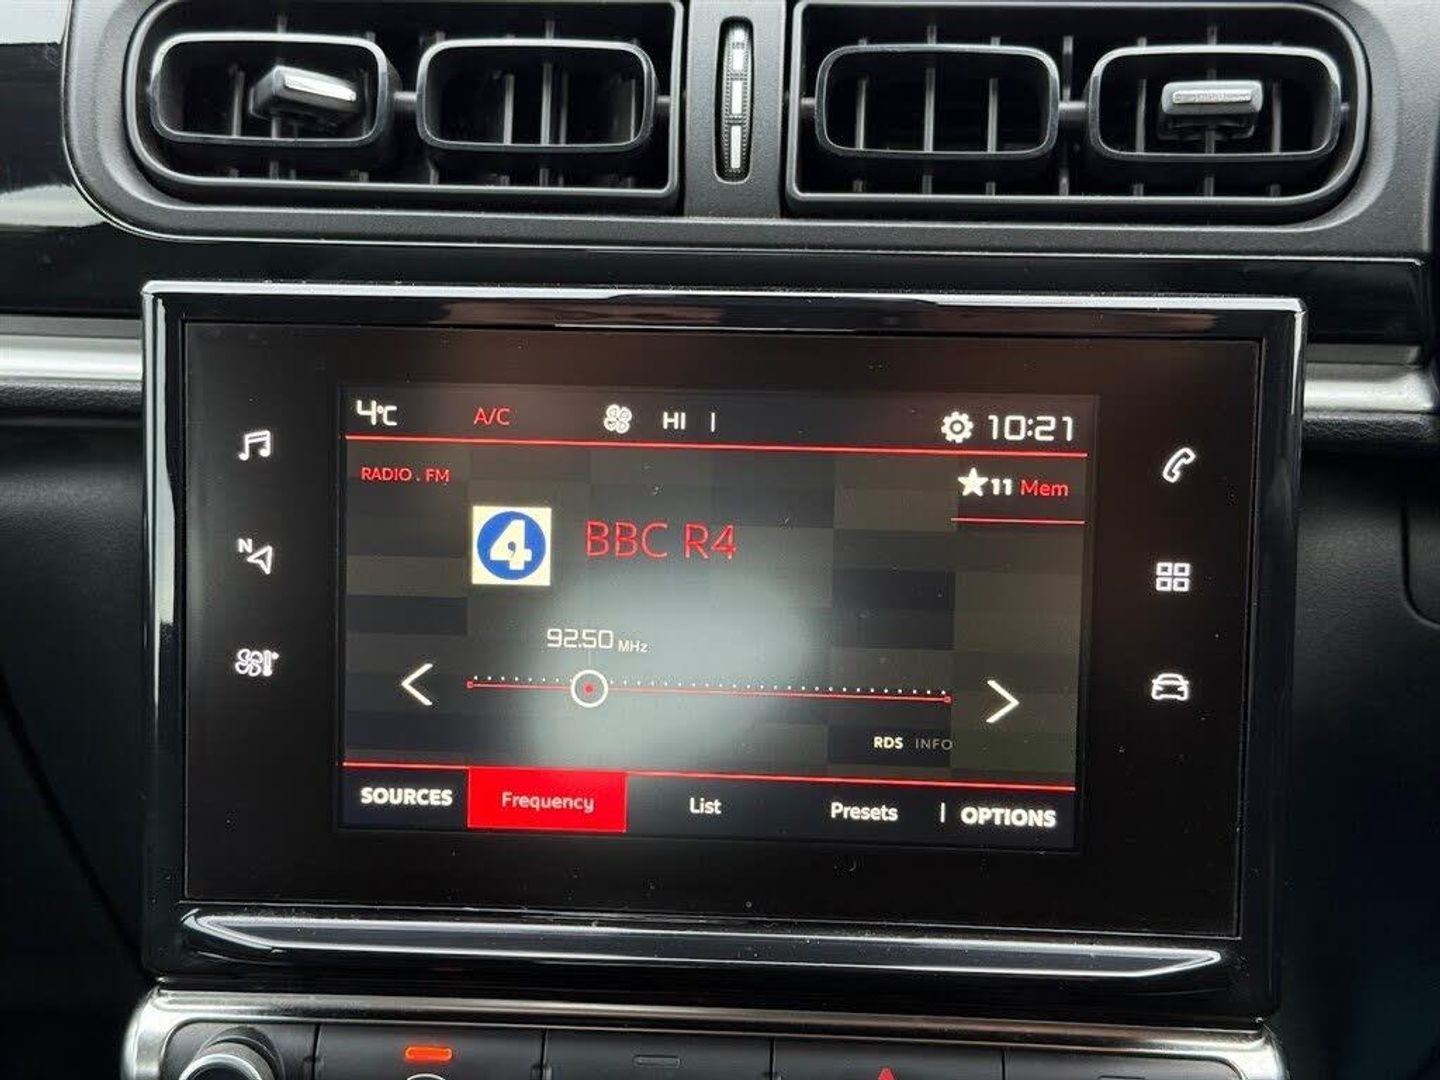 4°C A/C HI 10:21
RADIO . FM
★11 Mem
4 BBC R4
N
92.50 MHz
RDS INFO
SOURCES Frequency List Presets OPTIONS